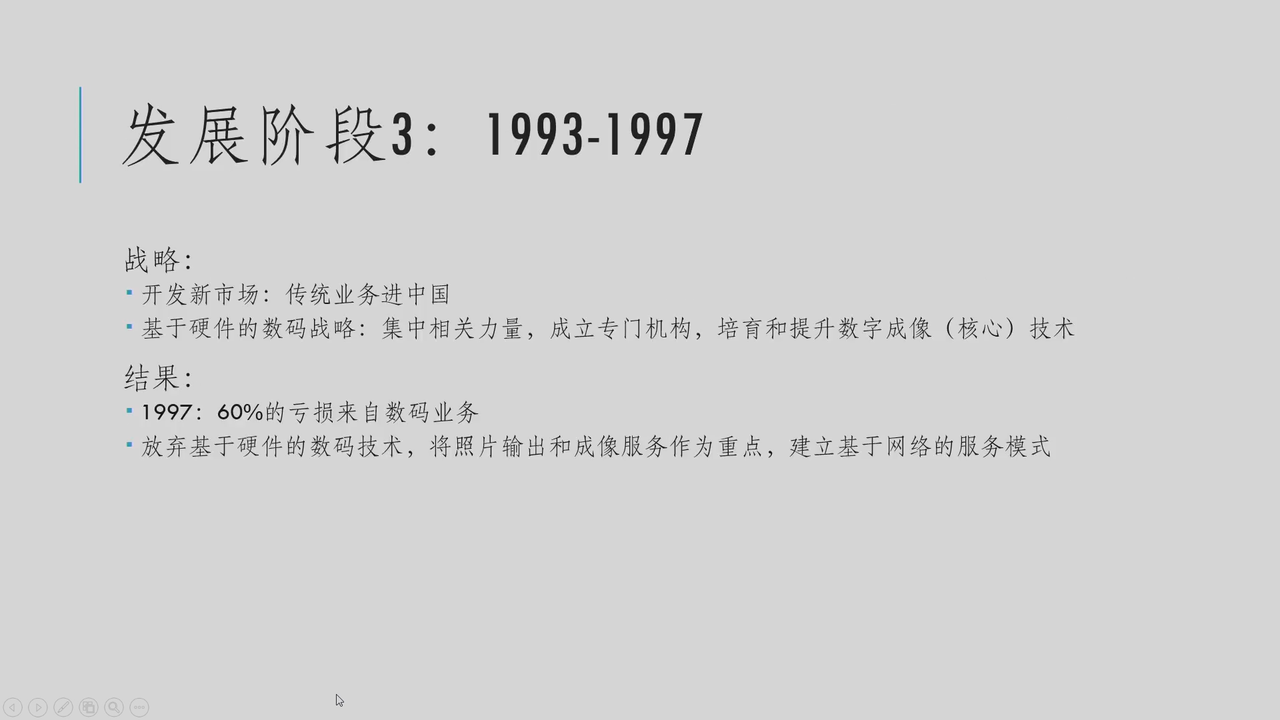 发展阶段3：1993-1997
战略：
开发新市场：传统业务进中国
基于硬件的数码战略：集中相关力量，成立专门机构，培育和提升数字成像（核心）技术
结果：
1997：60%的亏损来自数码业务
放弃基于硬件的数码技术，将照片输出和成像服务作为重点，建立基于网络的服务模式